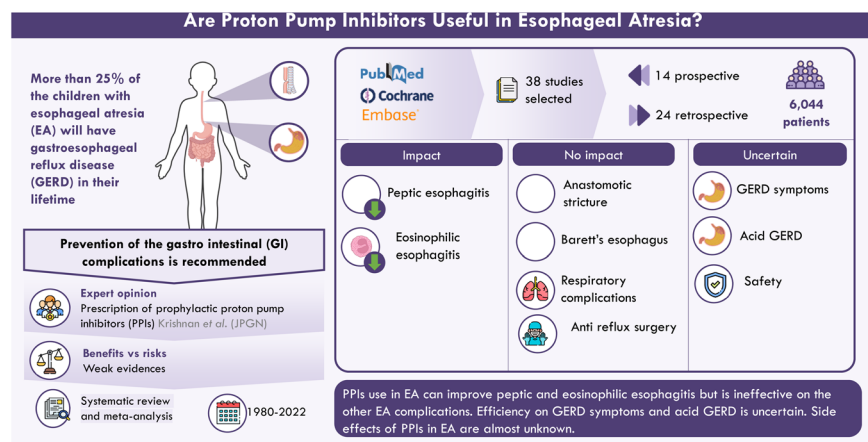 Are Proton Pump Inhibitors Useful in Esophageal Atresia?
More than 25% of
the children with
esophageal atresia
(EA) will have
gastroesophageal
reflux disease
(GERD) in their
lifetime
Prevention of the gastro intestinal (GI)
complications is recommended
Expert opinion
Prescription of prophylactic proton pump
inhibitors (PPIs) Krishnan et al. (JPGN)
Benefits vs risks
Weak evidences
Systematic review
and meta-analysis
1980-2022
PubMed
Cochrane
Embase
38 studies
selected
14 prospective
24 retrospective
6,044
patients
Impact
Peptic esophagitis
Eosinophilic
esophagitis
No impact
Anastomotic
stricture
Barett's esophagus
Respiratory
complications
Anti reflux surgery
Uncertain
GERD symptoms
Acid GERD
Safety
PPIs use in EA can improve peptic and eosinophilic esophagitis but is ineffective on the
other EA complications. Efficiency on GERD symptoms and acid GERD is uncertain. Side
effects of PPIs in EA are almost unknown.